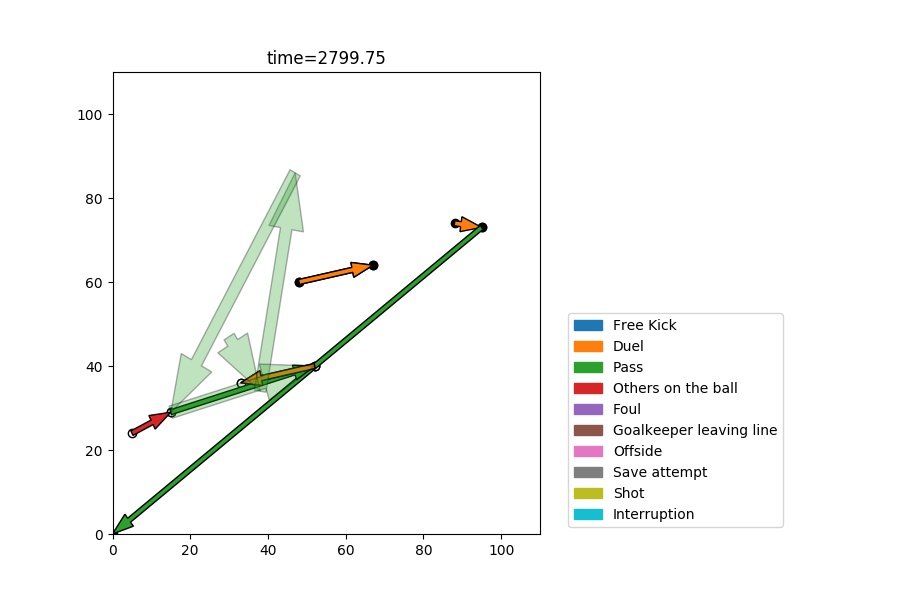 time=2799.75
100
80
60
40
20
0
0 20 40 60 80 100
Free Kick
Duel
Pass
Others on the ball
Foul
Goalkeeper leaving line
Offside
Save attempt
Shot
Interruption